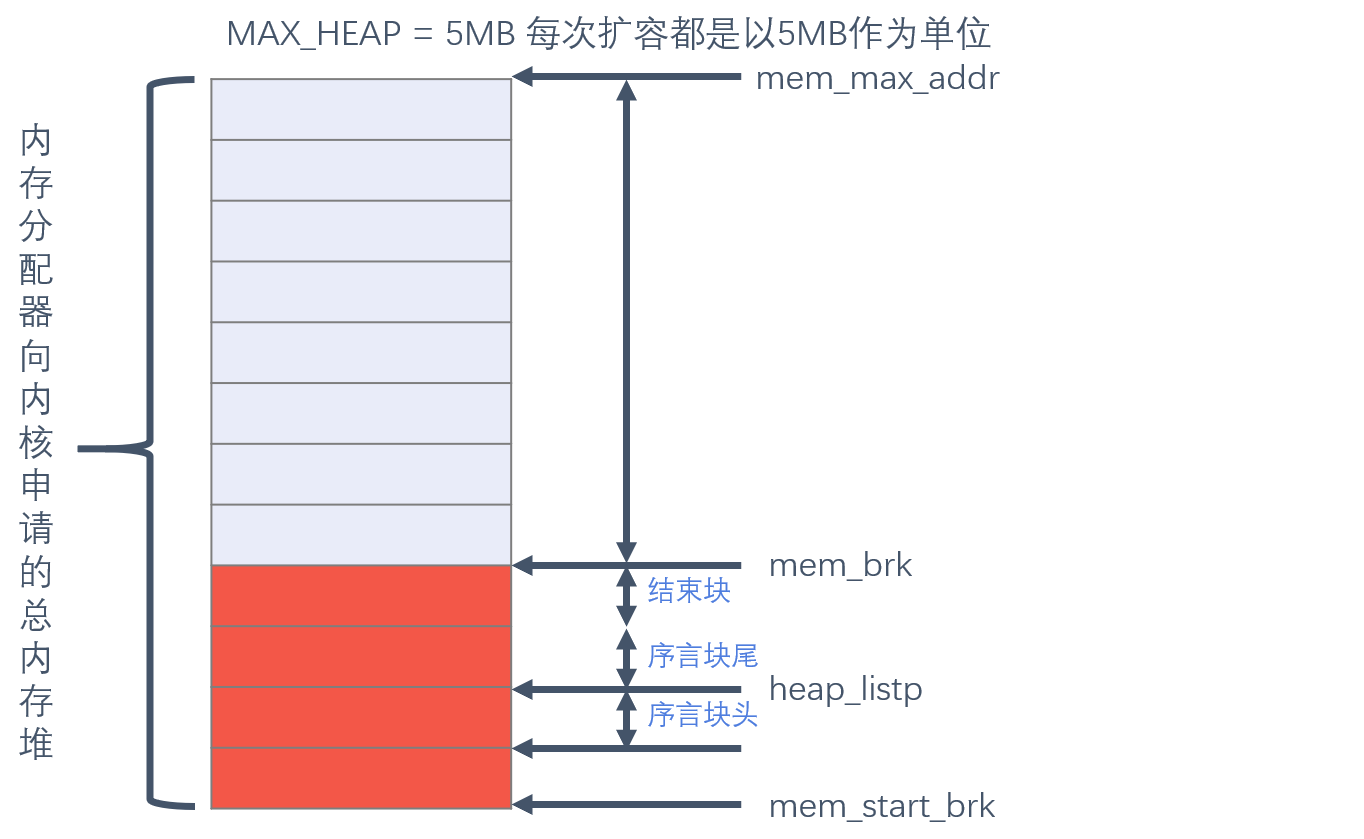 MAX_HEAP = 5MB 每次扩容都是以5MB作为单位
mem_max_addr
内存分配器向内核申请的总内存堆
mem_brk
结束块
序言块尾
heap_listp
序言块头
mem_start_brk